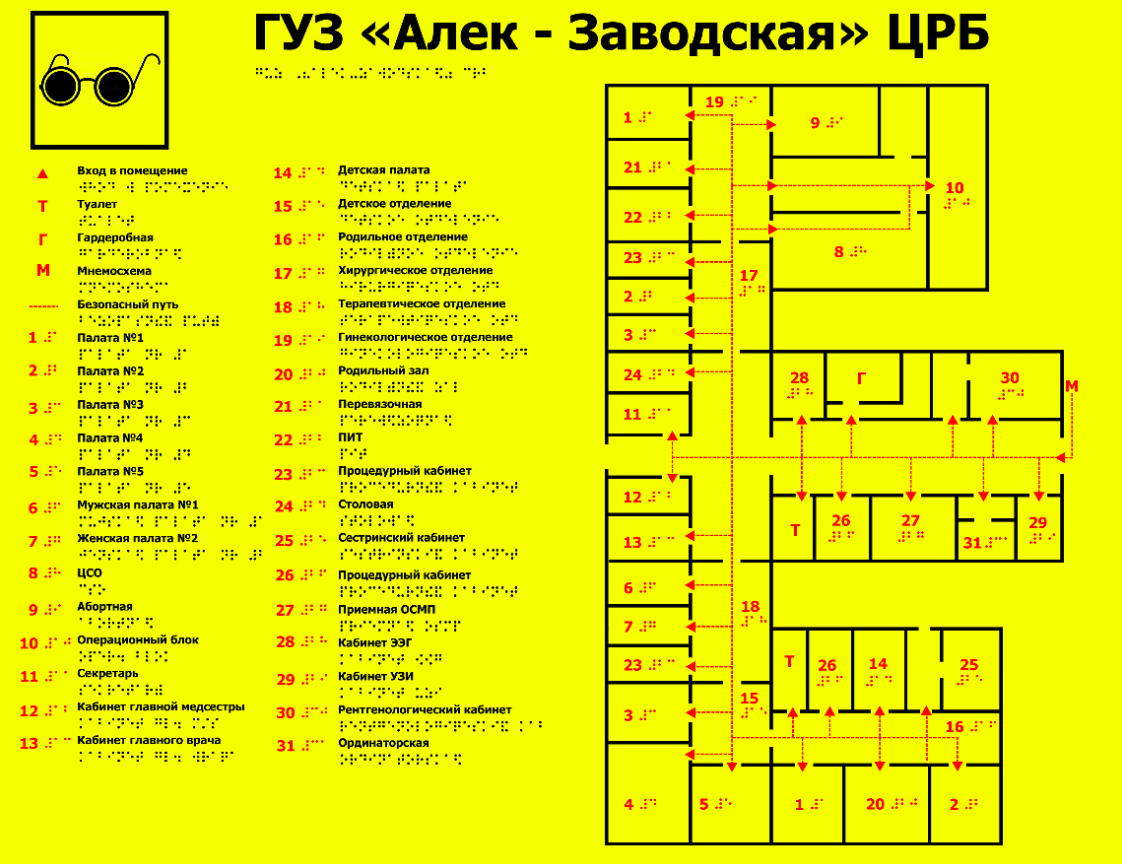 ГУЗ «Алек - Заводская» ЦРБ
Вход в помещение
Т Туалет
Г Гардеробная
М Мнемосхема
Безопасный путь
1 Палата №1
2 Палата №2
3 Палата №3
4 Палата №4
5 Палата №5
6 Мужская палата №1
7 Женская палата №2
8 ЦСО
9 Абортная
10 Операционный блок
11 Секретарь
12 Кабинет главной медсестры
13 Кабинет главного врача
14 Детская палата
15 Детское отделение
16 Родильное отделение
17 Хирургическое отделение
18 Терапевтическое отделение
19 Гинекологическое отделение
20 Родильный зал
21 Перевязочная
22 ПИТ
23 Процедурный кабинет
24 Столовая
25 Сестринский кабинет
26 Процедурный кабинет
27 Приемная ОСМП
28 Кабинет ЭЭГ
29 Кабинет УЗИ
30 Рентгенологический кабинет
31 Ординаторская
1 19 9
21 10
22
8
23 17
2
3
24 28 Г 30 М
11
12 Т 26 27 31 29
13
6
7 18
23 Т 26 14 25
3 15 16
4 5 1 20 2